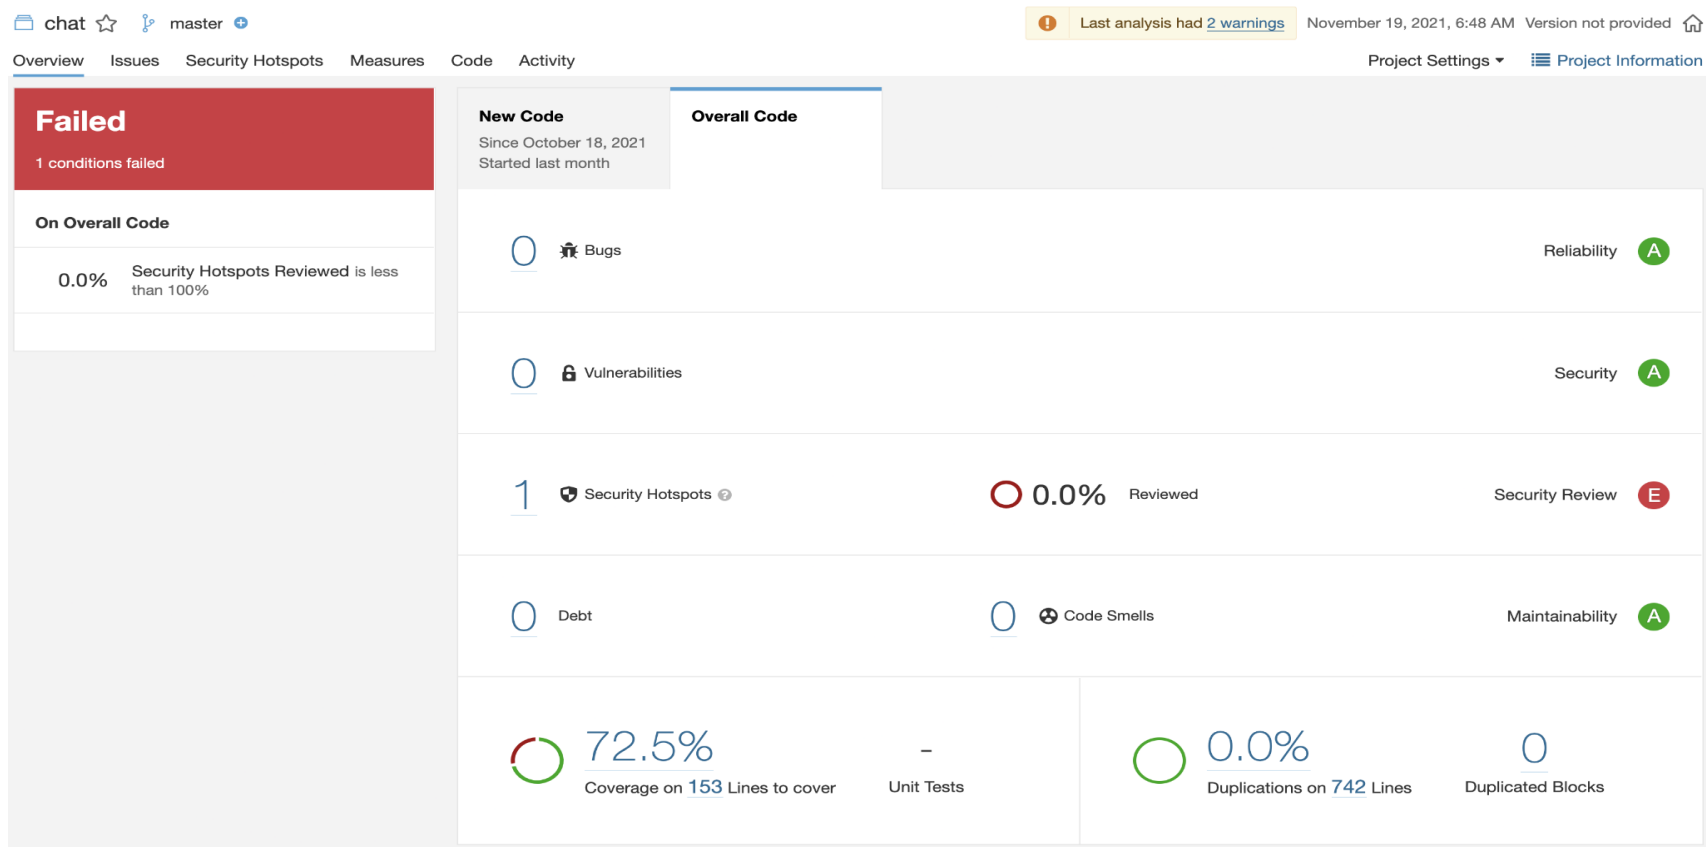 chat master
Last analysis had 2 warnings November 19, 2021, 6:48 AM Version not provided
Overview Issues Security Hotspots Measures Code Activity
Project Settings Project Information
Failed
1 conditions failed
On Overall Code
0.0% Security Hotspots Reviewed is less
than 100%
New Code
Since October 18, 2021
Started last month
Overall Code
0 Bugs Reliability A
0 Vulnerabilities Security A
1 Security Hotspots ? 0.0% Reviewed Security Review E
0 Debt 0 Code Smells Maintainability A
72.5%
Coverage on 153 Lines to cover
-
Unit Tests
0.0%
Duplications on 742 Lines
0
Duplicated Blocks